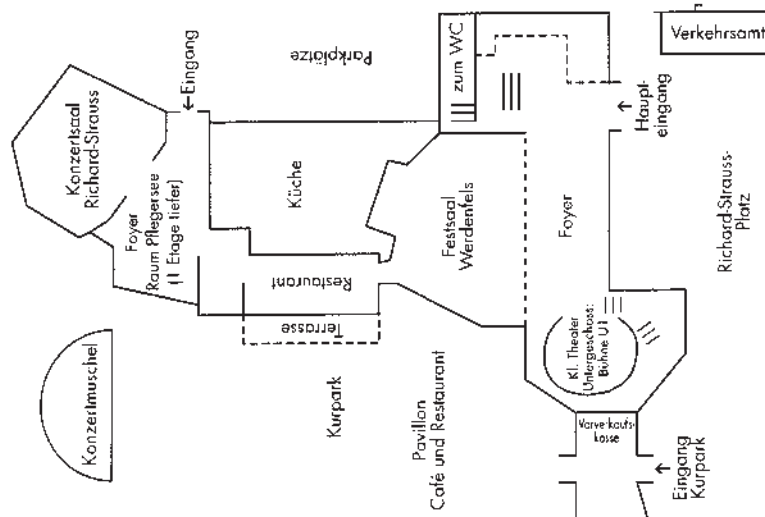 Konzertmuschel
Konzertsaal
Richard-Strauss
Foyer
Raum Pflegersee
(1 Etage tiefer)
Eingang
Parkplätze
Küche
Restaurant
Terrasse
Kurpark
Pavillon
Café und Restaurant
Festsaal
Werdenfels
zum WC
Foyer
Haupt-
eingang
Verkehrsamt
Richard-Strauss-
Platz
Kl. Theater
(Untergeschoss:
Bühne U1
Vorverkaufs-
kasse
Eingang
Kurpark